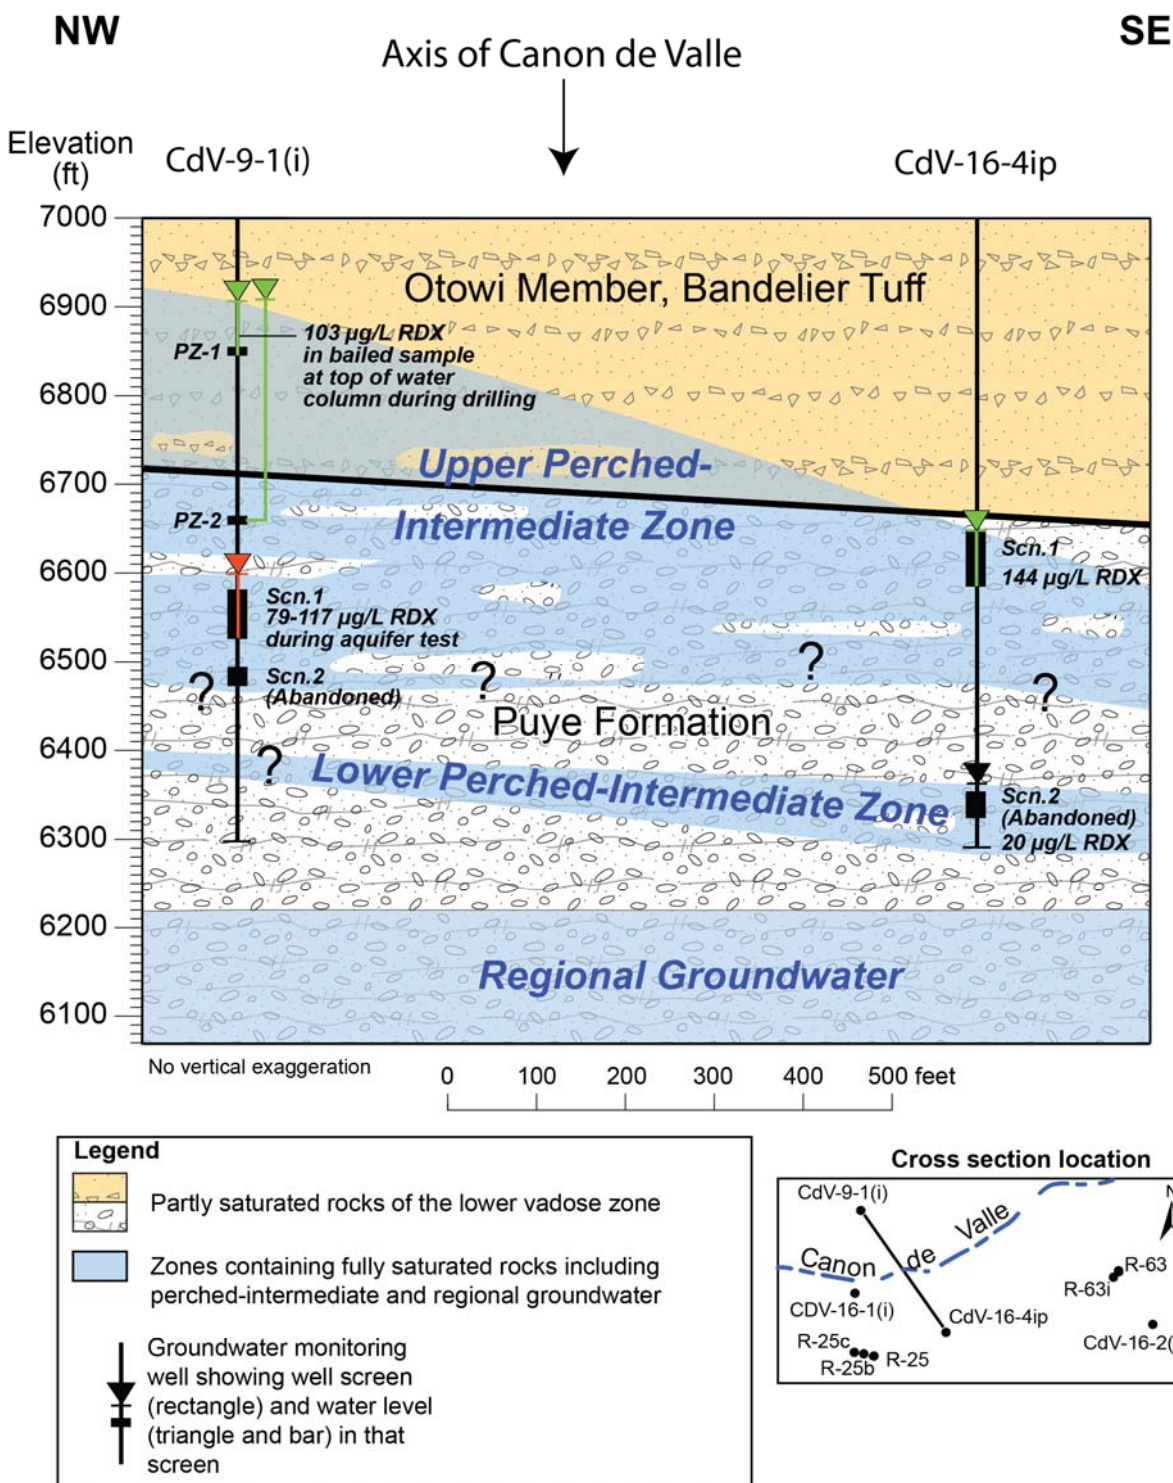 NW
SE
Axis of Canon de Valle
Elevation
(ft)
CdV-9-1(i)
CdV-16-4ip
7000
6900
6800
6700
6600
6500
6400
6300
6200
6100
Otowi Member, Bandelier Tuff
103 µg/L RDX
in bailed sample
at top of water
column during drilling
PZ-1
Upper Perched-
Intermediate Zone
PZ-2
Scn.1
144 µg/L RDX
Scn.1
79-117 µg/L RDX
during aquifer test
Scn.2
(Abandoned)
?
?
?
?
Puye Formation
?
Lower Perched-Intermediate Zone
Scn.2
(Abandoned)
20 µg/L RDX
Regional Groundwater
No vertical exaggeration
0 100 200 300 400 500 feet
Legend
Partly saturated rocks of the lower vadose zone
Zones containing fully saturated rocks including
perched-intermediate and regional groundwater
Groundwater monitoring
well showing well screen
(rectangle) and water level
(triangle and bar) in that
screen
Cross section location
CdV-9-1(i)
N
Canon de Valle
R-63
R-63i
CDV-16-1(i)
CdV-16-4ip
CdV-16-2(
R-25c
R-25b
R-25